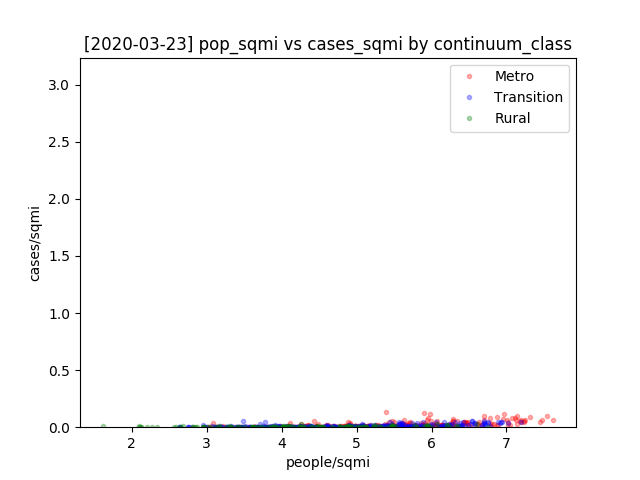 [2020-03-23] pop_sqmi vs cases_sqmi by continuum_class
Metro
Transition
Rural
cases/sqmi
3.0
2.5
2.0
1.5
1.0
0.5
0.0
2 3 4 5 6 7
people/sqmi